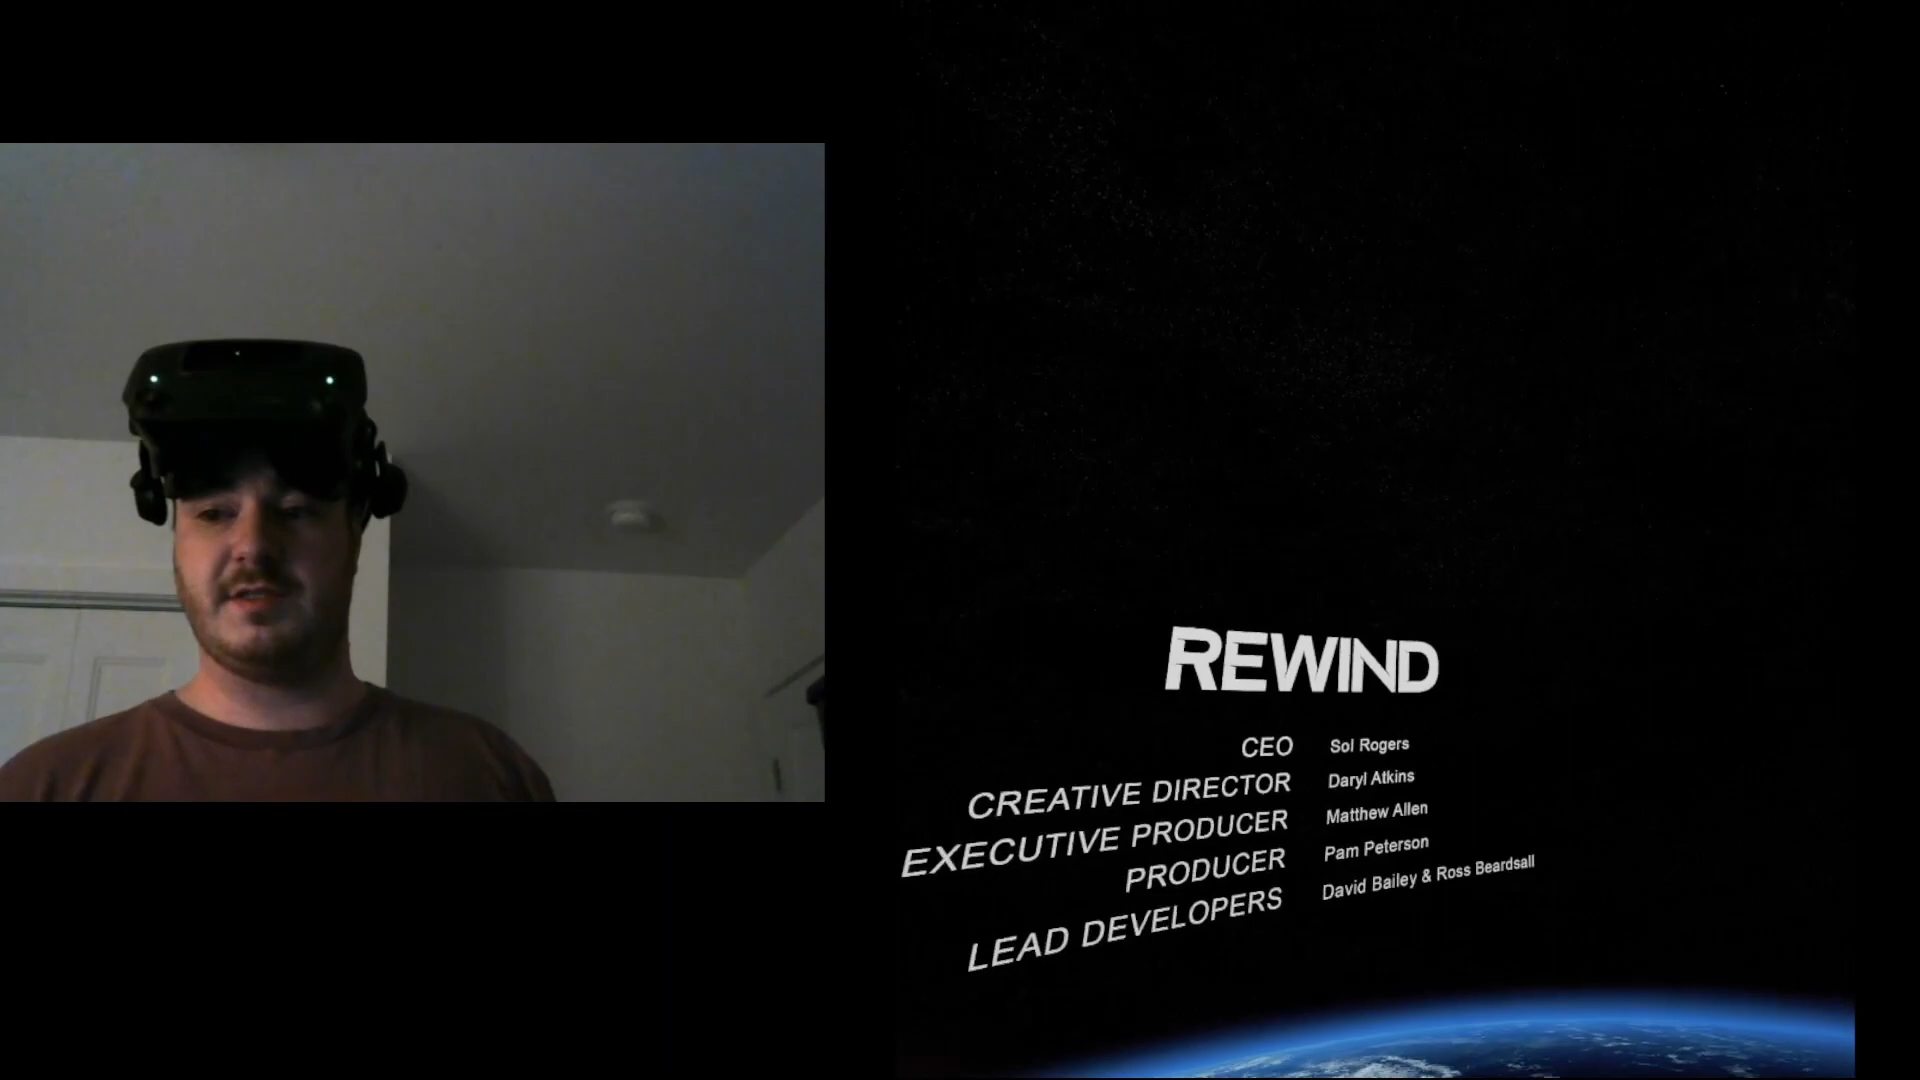 REWIND
CEO Sol Rogers
CREATIVE DIRECTOR Daryl Atkins
EXECUTIVE PRODUCER Matthew Allen
PRODUCER Pam Peterson
LEAD DEVELOPERS David Bailey & Ross Beardsall